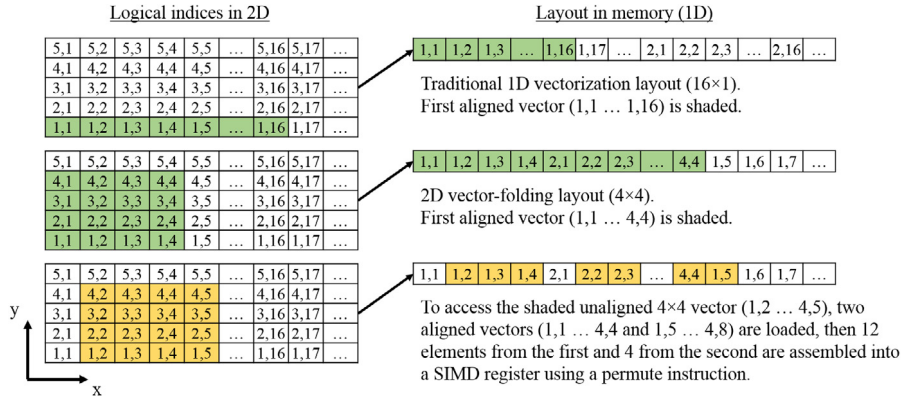 Logical indices in 2D
5,1 5,2 5,3 5,4 5,5 … 5,16 5,17 …
4,1 4,2 4,3 4,4 4,5 … 4,16 4,17 …
3,1 3,2 3,3 3,4 3,5 … 3,16 3,17 …
2,1 2,2 2,3 2,4 2,5 … 2,16 2,17 …
1,1 1,2 1,3 1,4 1,5 … 1,16 1,17 …
Layout in memory (1D)
1,1 1,2 1,3 … 1,16 1,17 … 2,1 2,2 2,3 … 2,16 …
Traditional 1D vectorization layout (16×1).
First aligned vector (1,1 … 1,16) is shaded.
5,1 5,2 5,3 5,4 5,5 … 5,16 5,17 …
4,1 4,2 4,3 4,4 4,5 … 4,16 4,17 …
3,1 3,2 3,3 3,4 3,5 … 3,16 3,17 …
2,1 2,2 2,3 2,4 2,5 … 2,16 2,17 …
1,1 1,2 1,3 1,4 1,5 … 1,16 1,17 …
1,1 1,2 1,3 1,4 2,1 2,2 2,3 … 4,4 1,5 1,6 1,7 …
2D vector-folding layout (4×4).
First aligned vector (1,1 … 4,4) is shaded.
5,1 5,2 5,3 5,4 5,5 … 5,16 5,17 …
4,1 4,2 4,3 4,4 4,5 … 4,16 4,17 …
3,1 3,2 3,3 3,4 3,5 … 3,16 3,17 …
2,1 2,2 2,3 2,4 2,5 … 2,16 2,17 …
1,1 1,2 1,3 1,4 1,5 … 1,16 1,17 …
y
x
1,1 1,2 1,3 1,4 2,1 2,2 2,3 … 4,4 1,5 1,6 1,7 …
To access the shaded unaligned 4×4 vector (1,2 … 4,5), two
aligned vectors (1,1 … 4,4 and 1,5 … 4,8) are loaded, then 12
elements from the first and 4 from the second are assembled into
a SIMD register using a permute instruction.